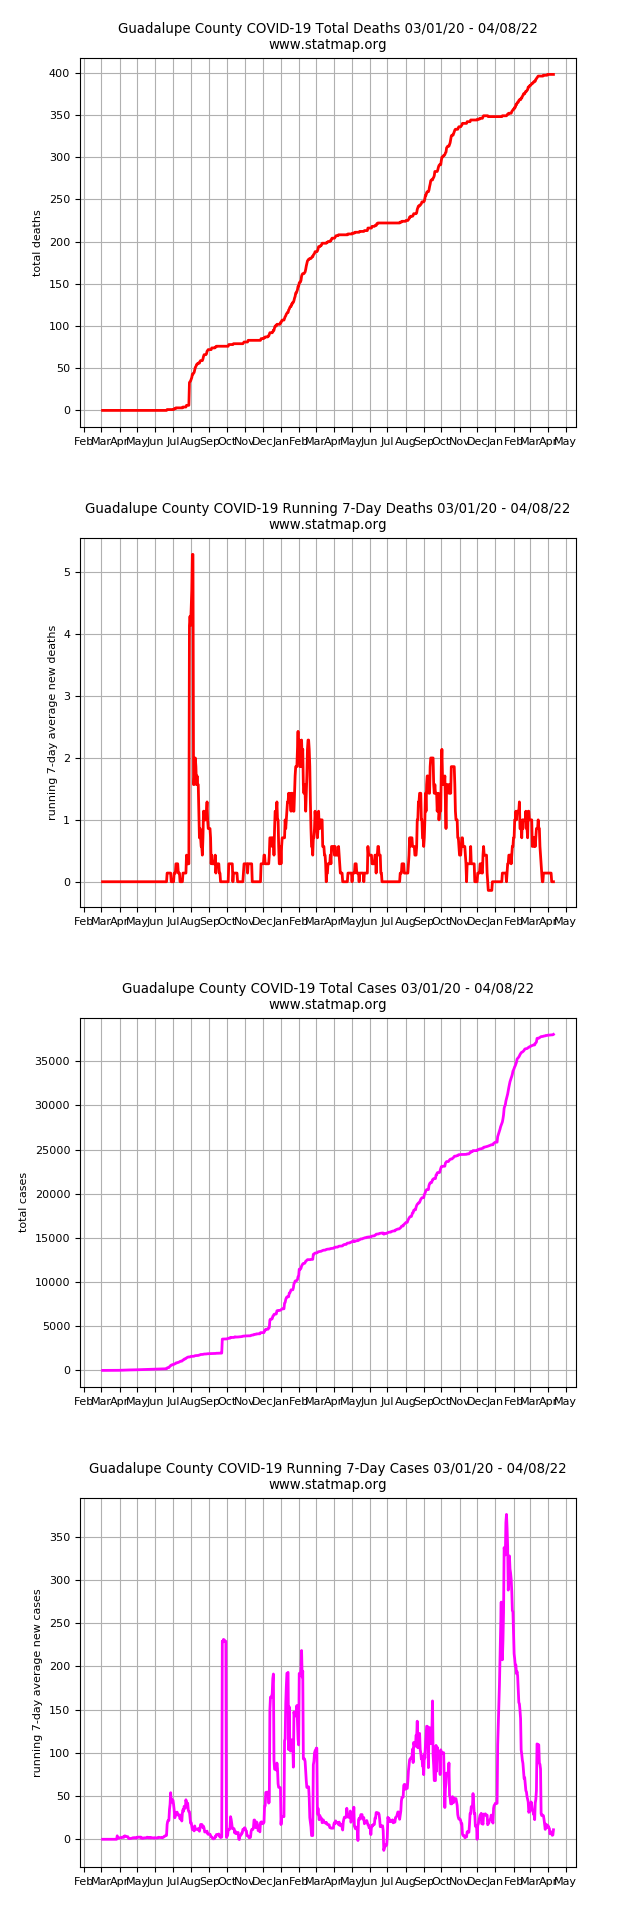 Guadalupe County COVID-19 Total Deaths 03/01/20 - 04/08/22
www.statmap.org
400
350
300
250
200
150
100
50
0
total deaths
Feb Mar Apr May Jun Jul Aug Sep Oct Nov Dec Jan Feb Mar Apr May Jun Jul Aug Sep Oct Nov Dec Jan Feb Mar Apr May
Guadalupe County COVID-19 Running 7-Day Deaths 03/01/20 - 04/08/22
www.statmap.org
5
4
3
2
1
0
running 7-day average new deaths
Feb Mar Apr May Jun Jul Aug Sep Oct Nov Dec Jan Feb Mar Apr May Jun Jul Aug Sep Oct Nov Dec Jan Feb Mar Apr May
Guadalupe County COVID-19 Total Cases 03/01/20 - 04/08/22
www.statmap.org
35000
30000
25000
20000
15000
10000
5000
0
total cases
Feb Mar Apr May Jun Jul Aug Sep Oct Nov Dec Jan Feb Mar Apr May Jun Jul Aug Sep Oct Nov Dec Jan Feb Mar Apr May
Guadalupe County COVID-19 Running 7-Day Cases 03/01/20 - 04/08/22
www.statmap.org
350
300
250
200
150
100
50
0
running 7-day average new cases
Feb Mar Apr May Jun Jul Aug Sep Oct Nov Dec Jan Feb Mar Apr May Jun Jul Aug Sep Oct Nov Dec Jan Feb Mar Apr May